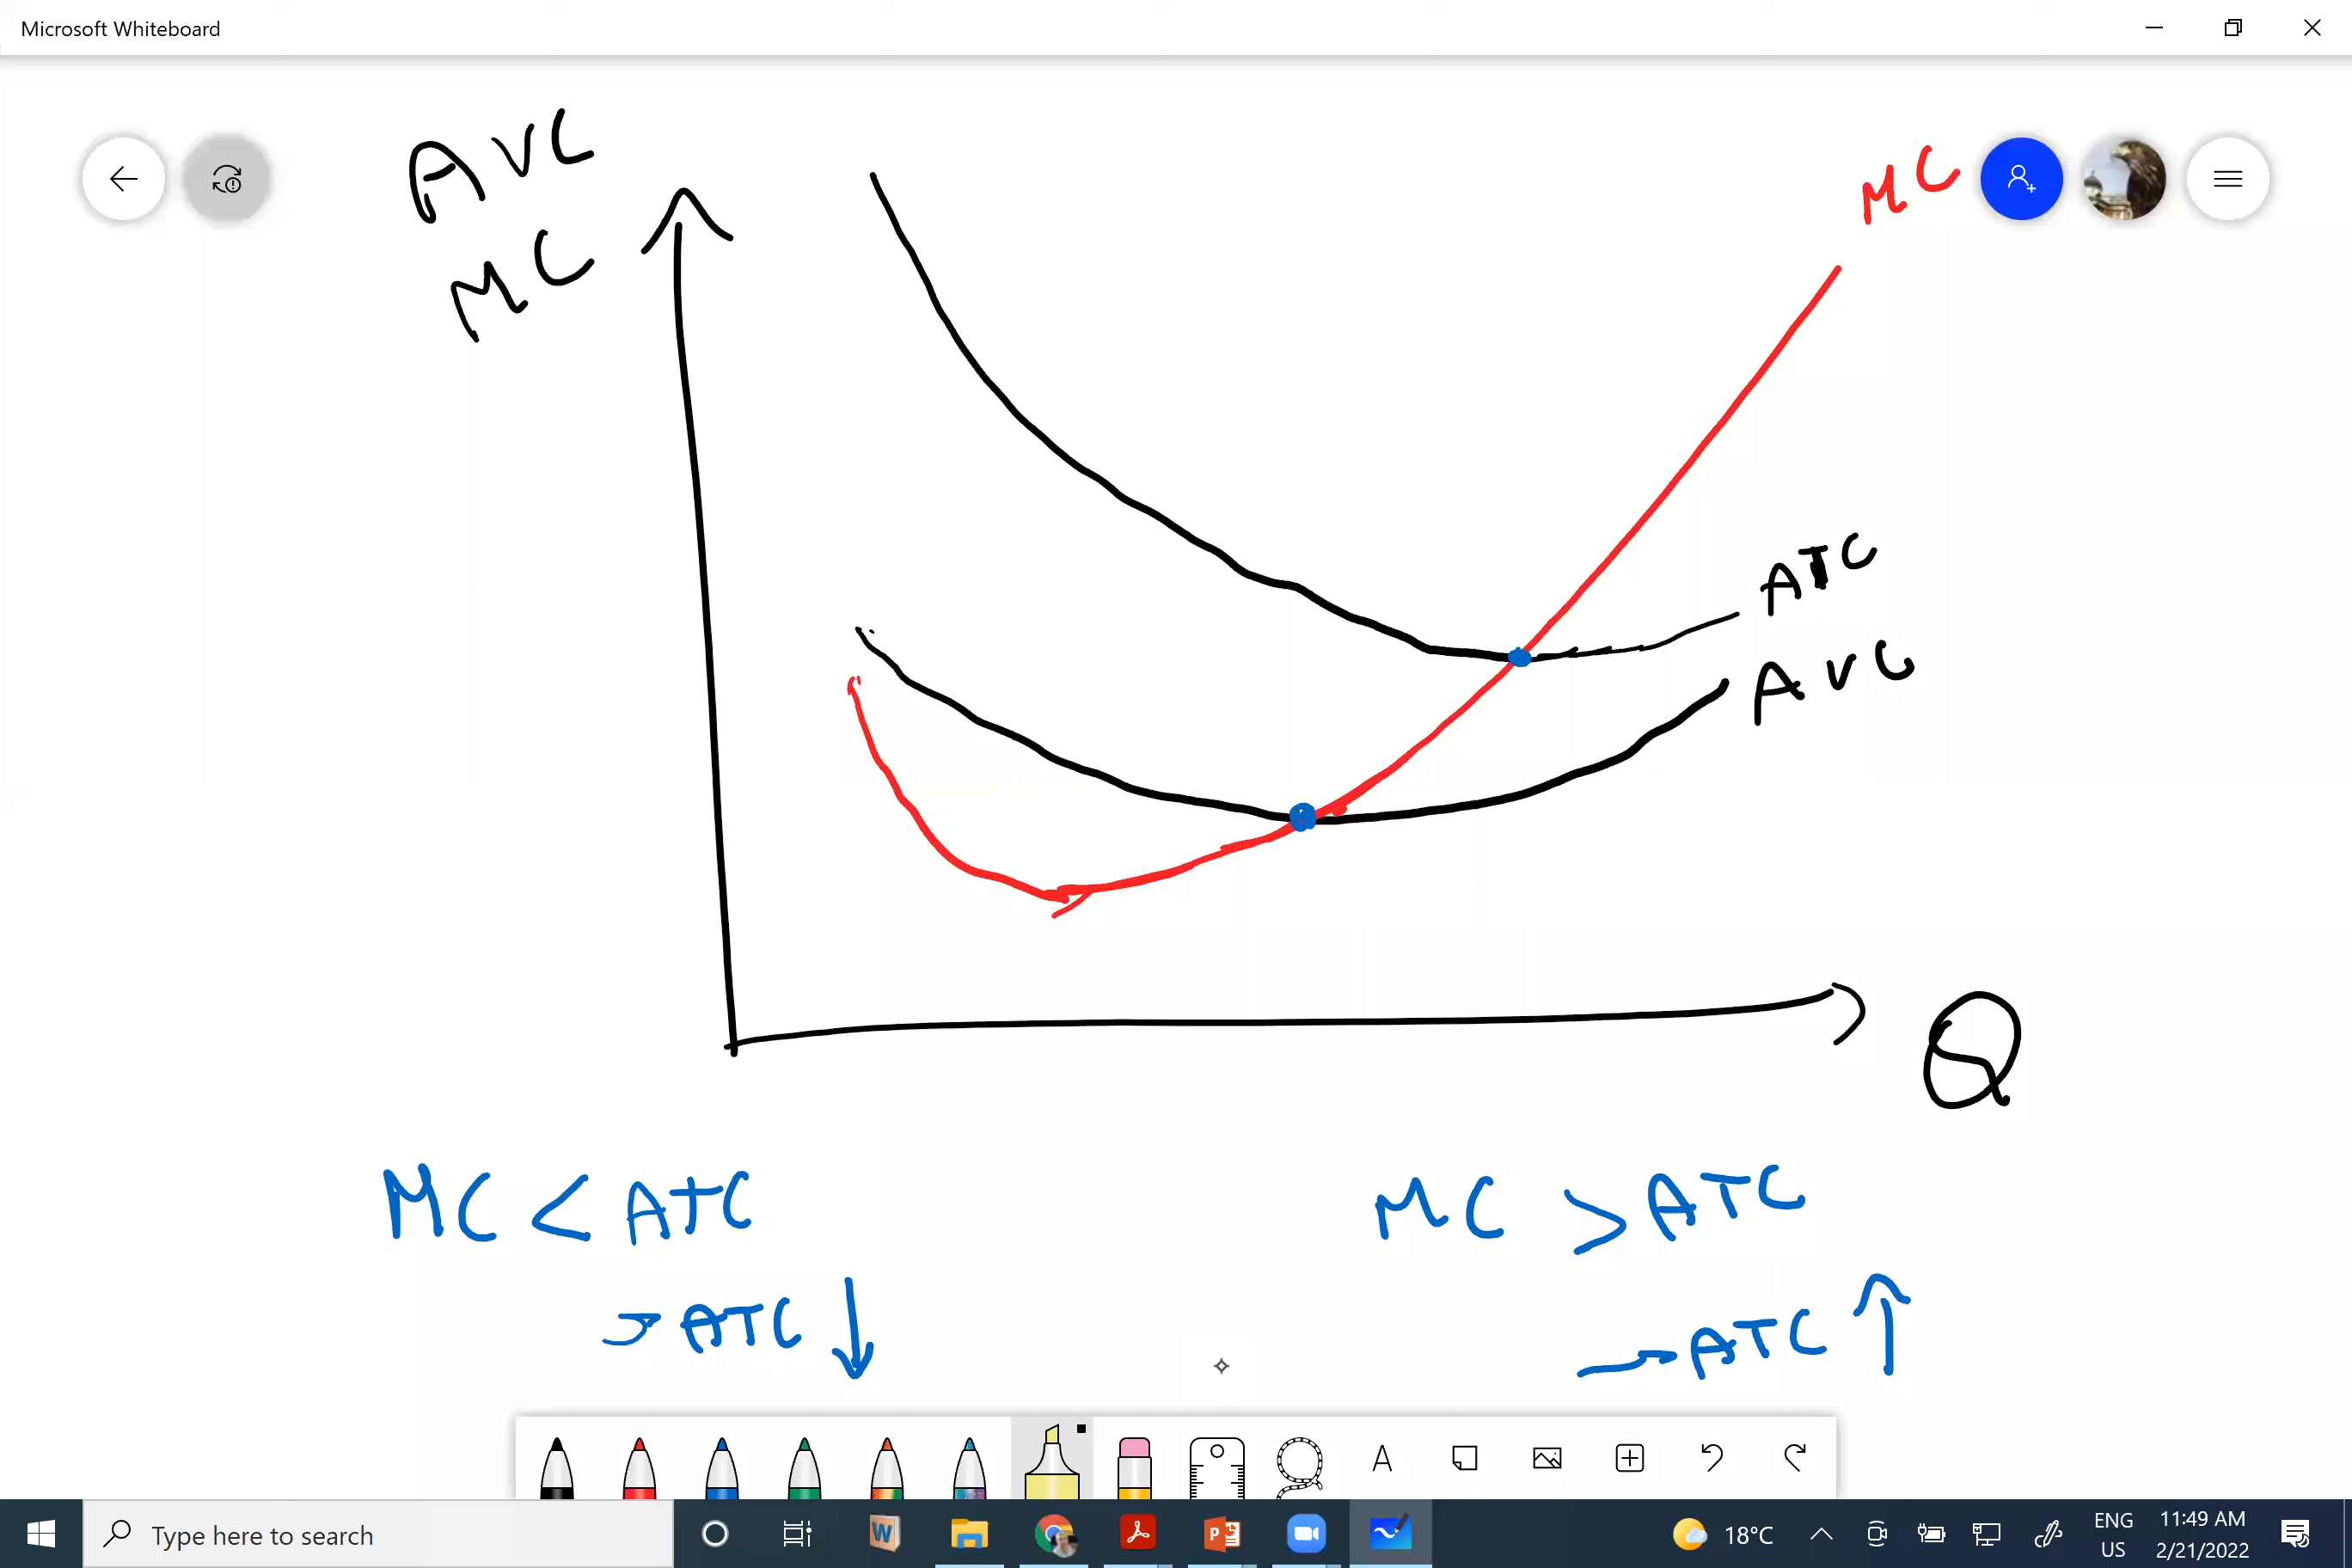 Microsoft Whiteboard
AVC
MC
MC
ATC
AVC
Q
MC < ATC
→ ATC ↓
MC > ATC
→ ATC ↑
A
Type here to search
W
P
18°C
ENG
US
11:49 AM
2/21/2022